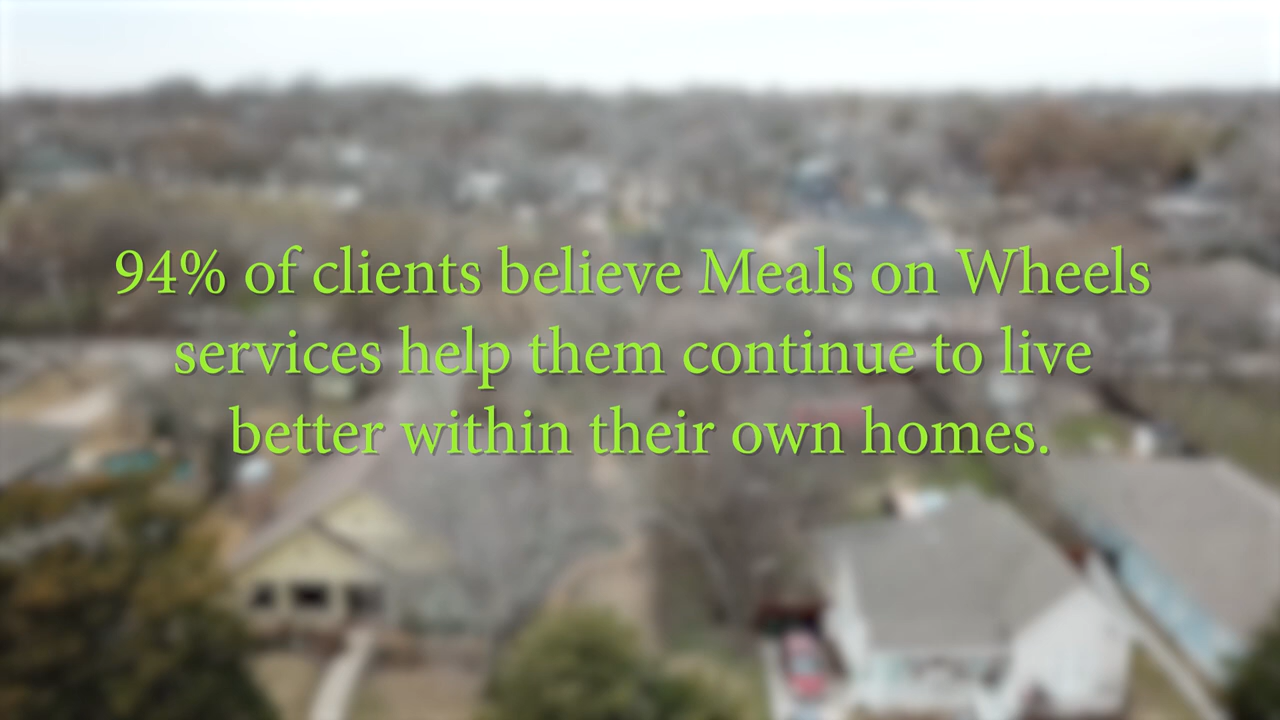 94% of clients believe Meals on Wheels
services help them continue to live
better within their own homes.